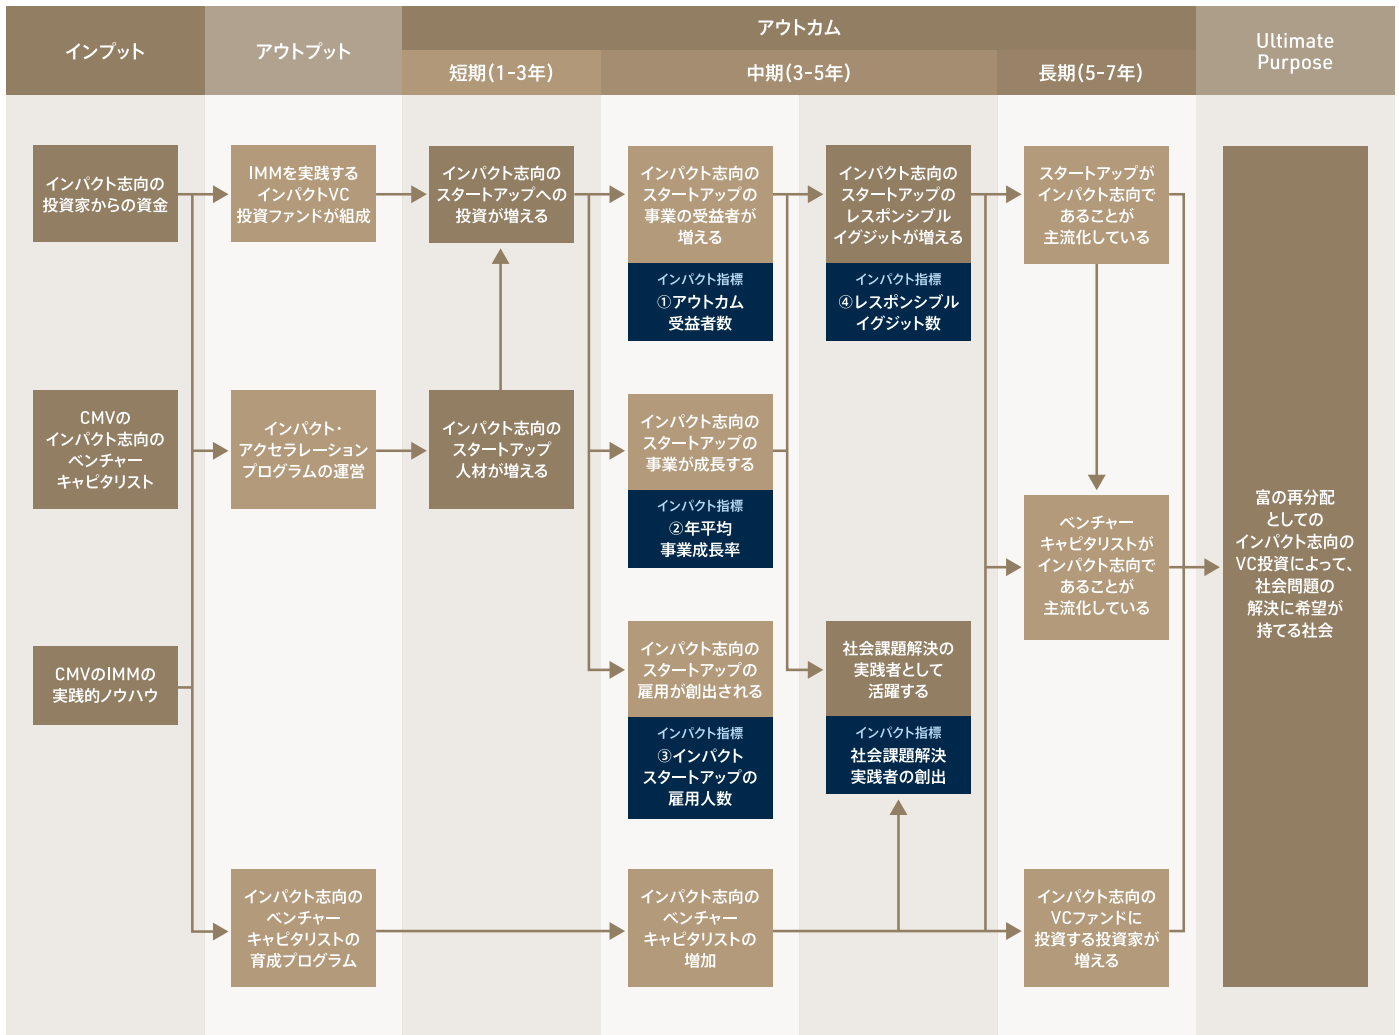 インプット
アウトプット
アウトカム
短期(1-3年)
中期(3-5年)
長期(5-7年)
Ultimate
Purpose
インパクト志向の
投資家からの資金
CMVの
インパクト志向の
ベンチャー
キャピタリスト
CMVのIMMの
実践的ノウハウ
IMMを実践する
インパクトVC
投資ファンドが組成
インパクト・
アクセラレーション
プログラムの運営
インパクト志向の
ベンチャー
キャピタリストの
育成プログラム
インパクト志向の
スタートアップへの
投資が増える
インパクト志向の
スタートアップ
人材が増える
インパクト志向の
スタートアップの
事業の受益者が
増える
インパクト指標
①アウトカム
受益者数
インパクト志向の
スタートアップの
事業が成長する
インパクト指標
②年平均
事業成長率
インパクト志向の
スタートアップの
雇用が創出される
インパクト指標
③インパクト
スタートアップの
雇用人数
インパクト志向の
ベンチャー
キャピタリストの
増加
インパクト志向の
スタートアップの
レスポンシブル
イグジットが増える
インパクト指標
④レスポンシブル
イグジット数
社会課題解決の
実践者として
活躍する
インパクト指標
社会課題解決
実践者の創出
スタートアップが
インパクト志向で
あることが
主流化している
ベンチャー
キャピタリストが
インパクト志向で
あることが
主流化している
インパクト志向の
VCファンドに
投資する投資家が
増える
富の再分配
としての
インパクト志向の
VC投資によって、
社会問題の
解決に希望が
持てる社会